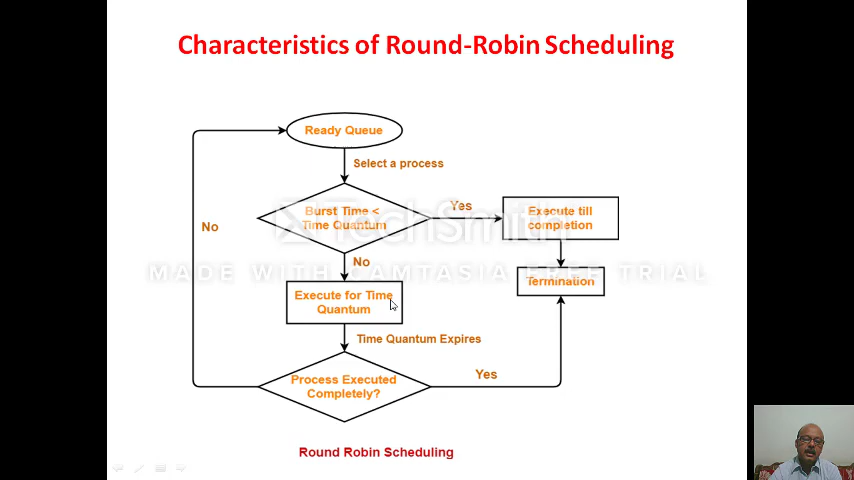 Characteristics of Round-Robin Scheduling
Ready Queue
Select a process
Burst Time <
Time Quantum
Yes
Execute till
completion
No
No
TechSmith
MADE WITH CAMTASIA FREE TRIAL
Termination
Execute for Time
Quantum
Time Quantum Expires
Process Executed
Completely?
Yes
Round Robin Scheduling